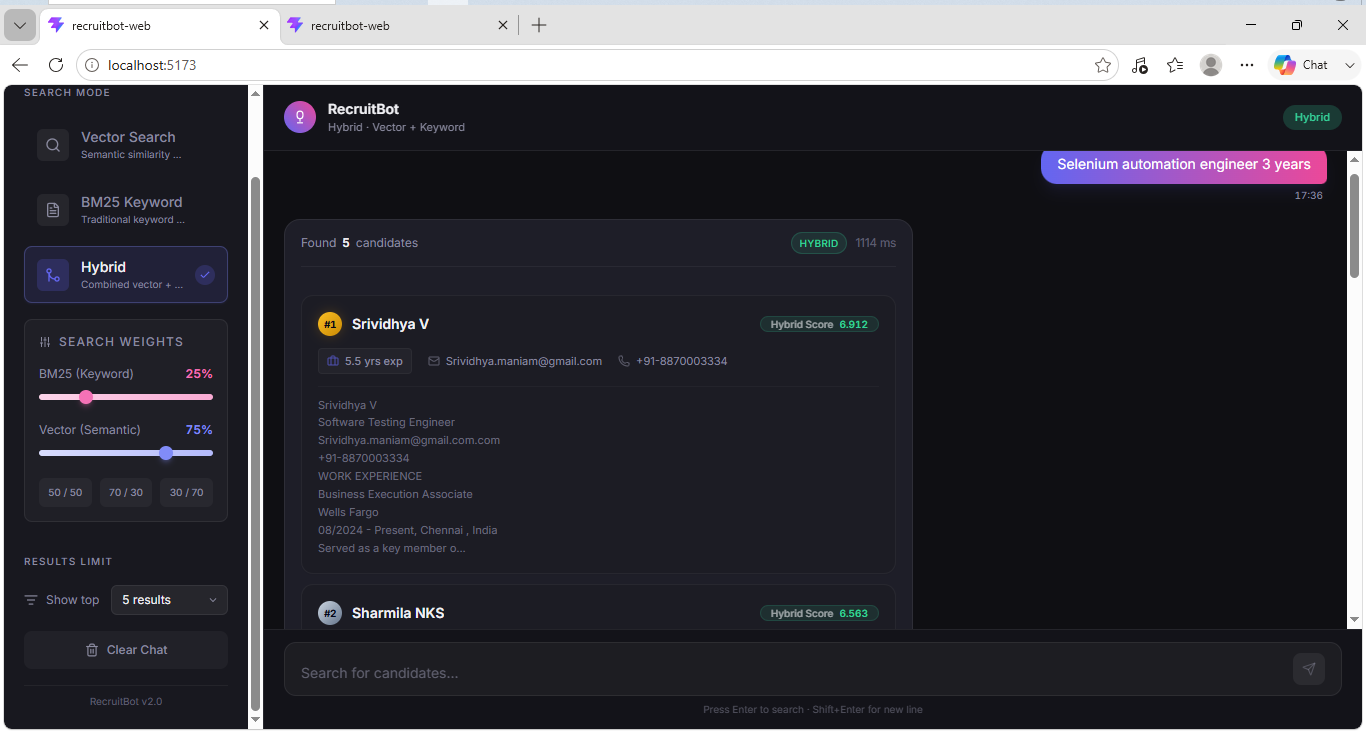 recruitbot-web
recruitbot-web
localhost:5173
Chat
SEARCH MODE
Vector Search
Semantic similarity ...
BM25 Keyword
Traditional keyword ...
Hybrid
Combined vector + ...
SEARCH WEIGHTS
BM25 (Keyword) 25%
Vector (Semantic) 75%
50 / 50 70 / 30 30 / 70
RESULTS LIMIT
Show top 5 results
Clear Chat
RecruitBot v2.0
RecruitBot
Hybrid · Vector + Keyword
Hybrid
Selenium automation engineer 3 years
17:36
Found 5 candidates HYBRID 1114 ms
#1 Srividhya V Hybrid Score 6.912
5.5 yrs exp Srividhya.maniam@gmail.com +91-8870003334
Srividhya V
Software Testing Engineer
Srividhya.maniam@gmail.com.com
+91-8870003334
WORK EXPERIENCE
Business Execution Associate
Wells Fargo
08/2024 - Present, Chennai , India
Served as a key member o...
#2 Sharmila NKS Hybrid Score 6.563
Search for candidates...
Press Enter to search · Shift+Enter for new line